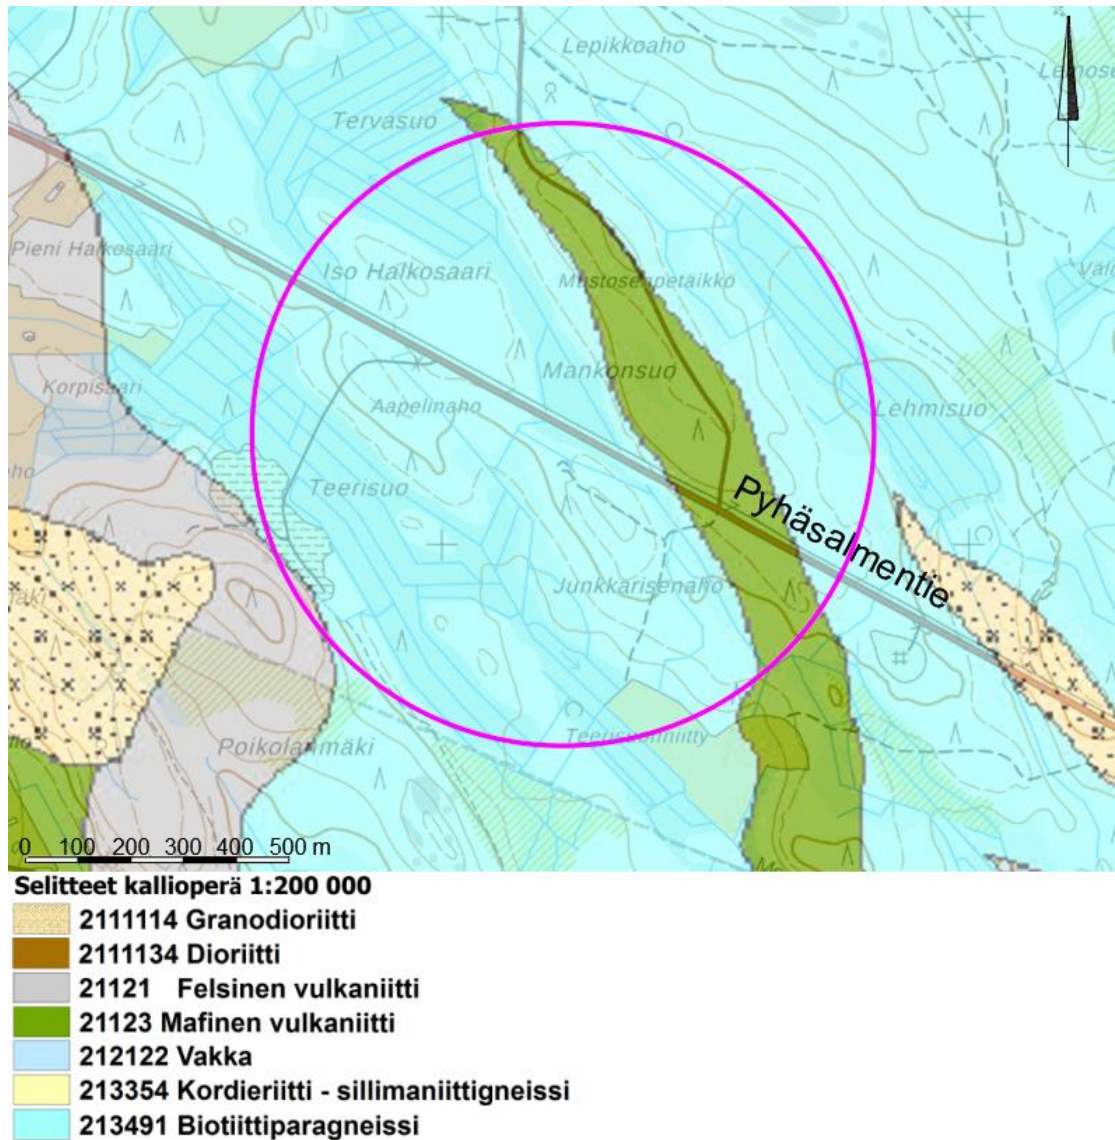 Lepikkoaho
Tervasuo
Pieni Halkosaari
Iso Halkosaari
Mustosenpetäikkö
Korpisaari
Mankonsuo
Aapelinaho
Lehmisuo
Teerisuo
Pyhäsalmentie
Junkkarisenaho
Poikolanmäki
Teerisuonniitty
0 100 200 300 400 500 m
Selitteet kallioperä 1:200 000
2111114 Granodioriitti
2111134 Dioriitti
21121 Felsinen vulkaniitti
21123 Mafinen vulkaniitti
212122 Vakka
213354 Kordieriitti - sillimaniittigneissi
213491 Biotiittiparagneissi